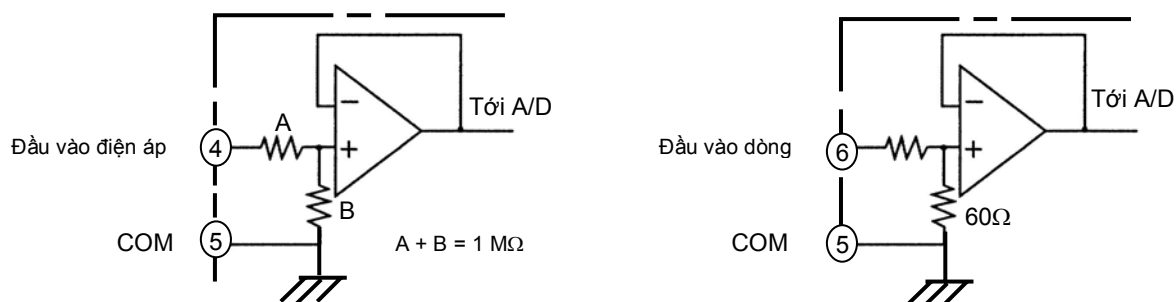 A
Tới A/D
Đầu vào điện áp
4
−
+
B
COM
5
A + B = 1 MΩ
Tới A/D
Đầu vào dòng
6
−
+
60Ω
COM
5